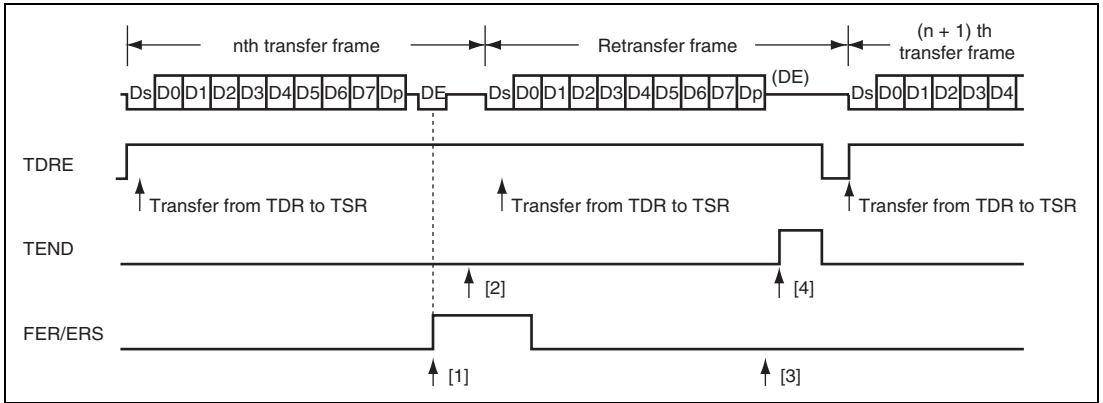 nth transfer frame
Retransfer frame
(n + 1) th
transfer frame
Ds D0 D1 D2 D3 D4 D5 D6 D7 Dp DE
Ds D0 D1 D2 D3 D4 D5 D6 D7 Dp (DE)
Ds D0 D1 D2 D3 D4
TDRE
Transfer from TDR to TSR
Transfer from TDR to TSR
Transfer from TDR to TSR
TEND
[2]
[4]
FER/ERS
[1]
[3]